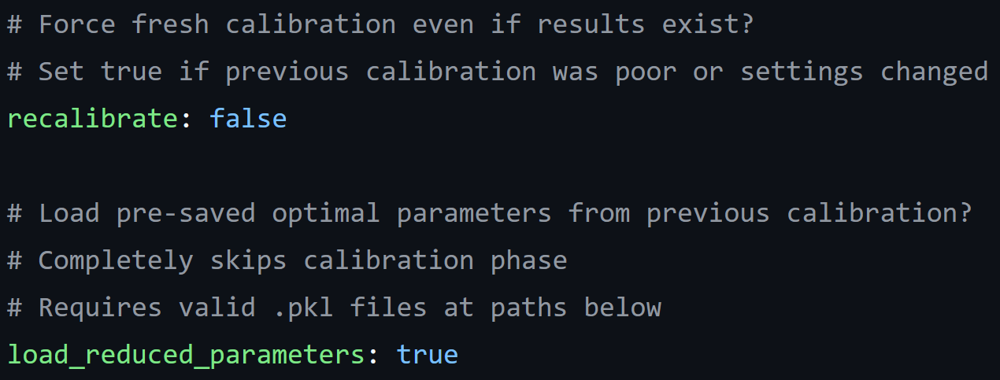 # Force fresh calibration even if results exist?
# Set true if previous calibration was poor or settings changed
recalibrate: false
# Load pre-saved optimal parameters from previous calibration?
# Completely skips calibration phase
# Requires valid .pkl files at paths below
load_reduced_parameters: true